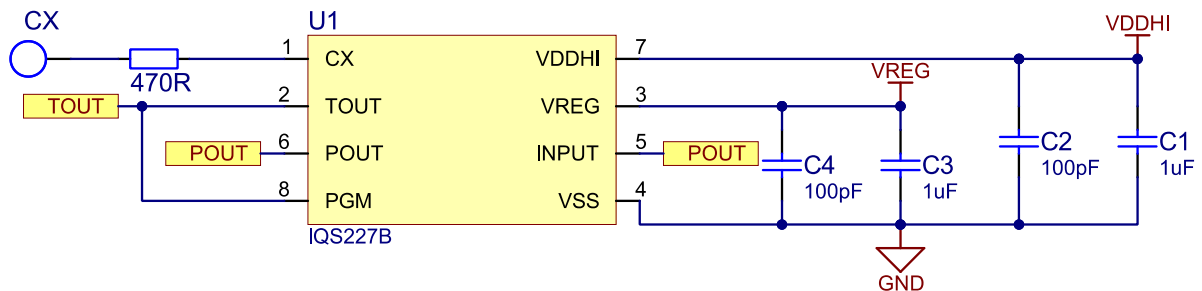 CX
U1
VDDHI
1
CX
VDDHI
7
470R
VREG
TOUT
2
TOUT
VREG
3
POUT
6
POUT
INPUT
5
POUT
C4
100pF
C3
1uF
C2
100pF
C1
1uF
8
PGM
VSS
4
IQS227B
GND